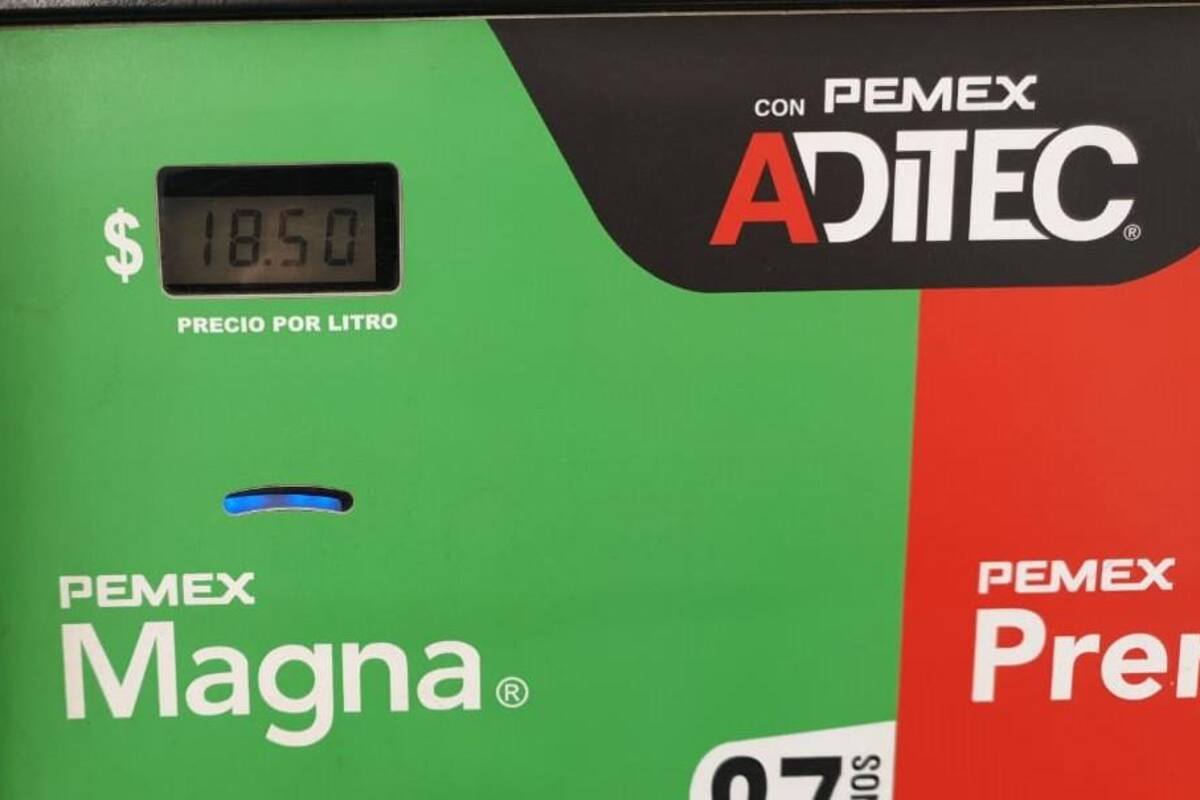 CON PEMEX
ADiTEC®
$ 18.50
PRECIO POR LITRO
PEMEX
Magna®
PEMEX